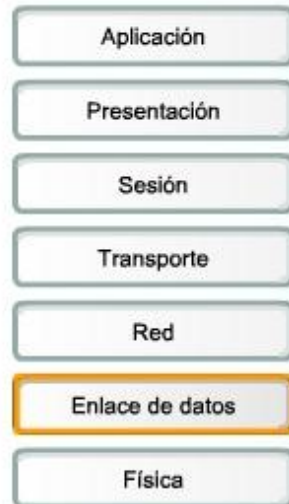 Aplicación
Presentación
Sesión
Transporte
Red
Enlace de datos
Física